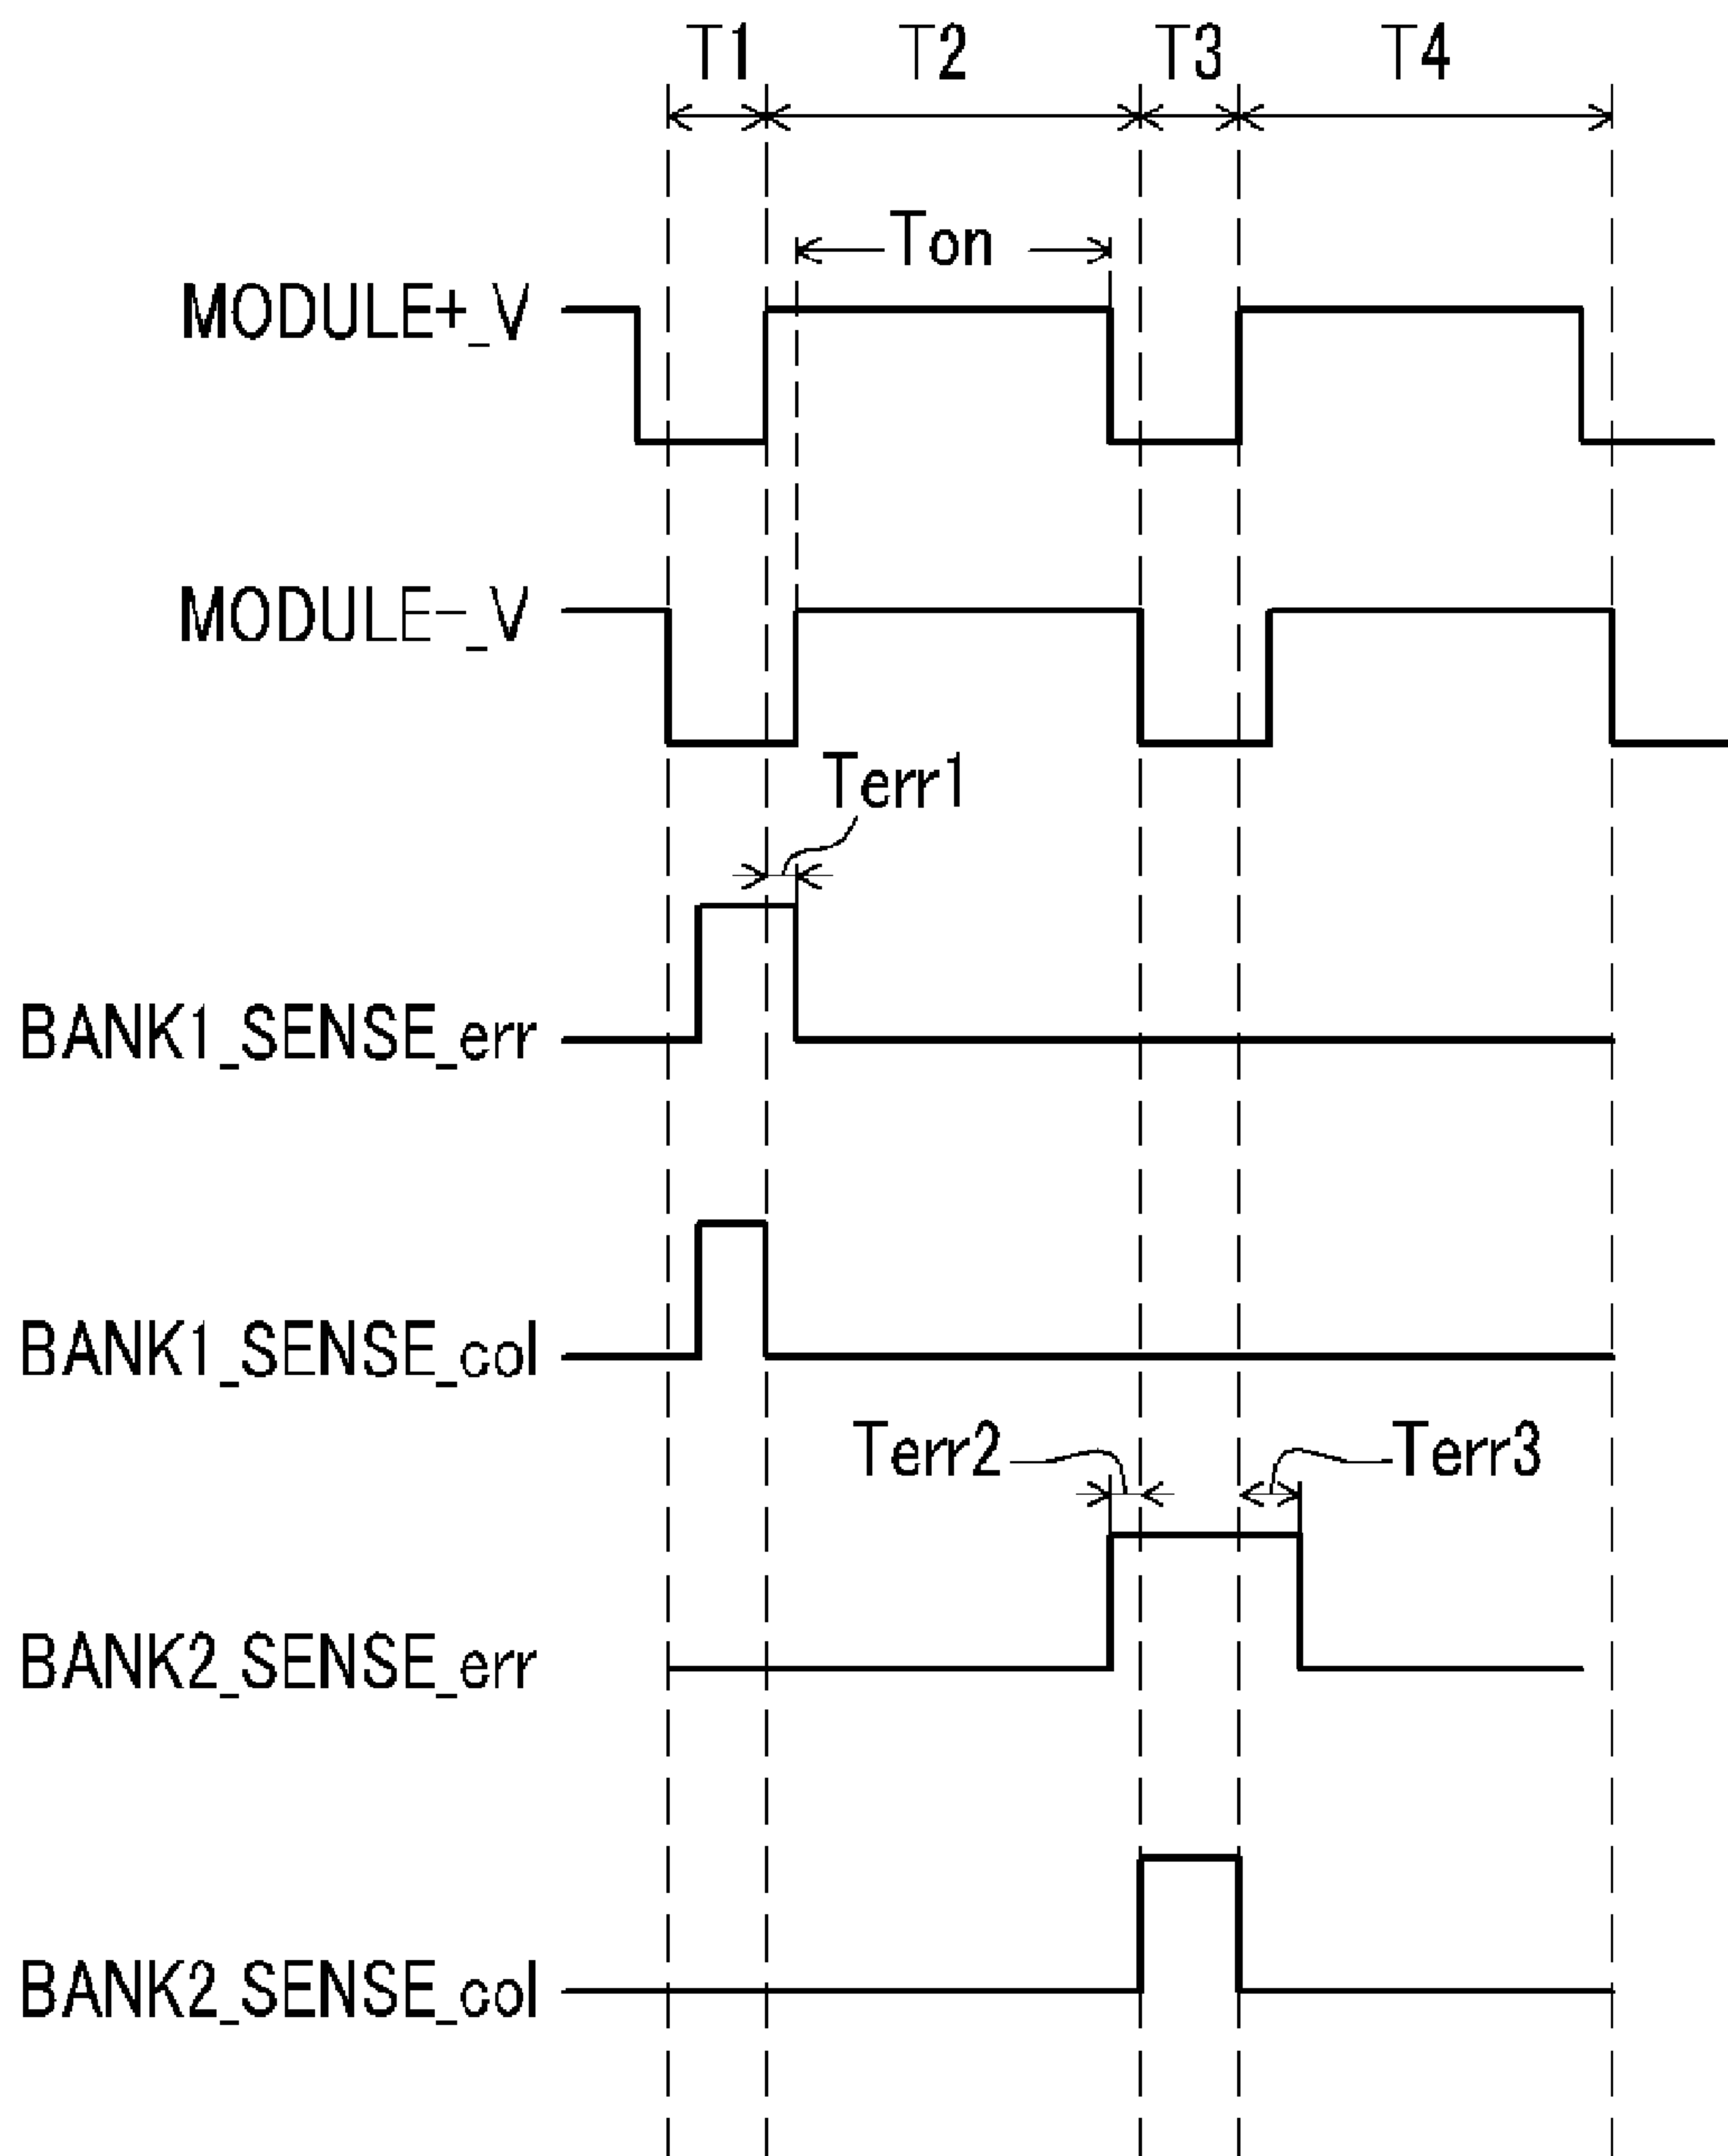 T1 T2 T3 T4
Ton
MODULE+_V
MODULE-_V
Terr1
BANK1_SENSE_err
BANK1_SENSE_col
Terr2 Terr3
BANK2_SENSE_err
BANK2_SENSE_col